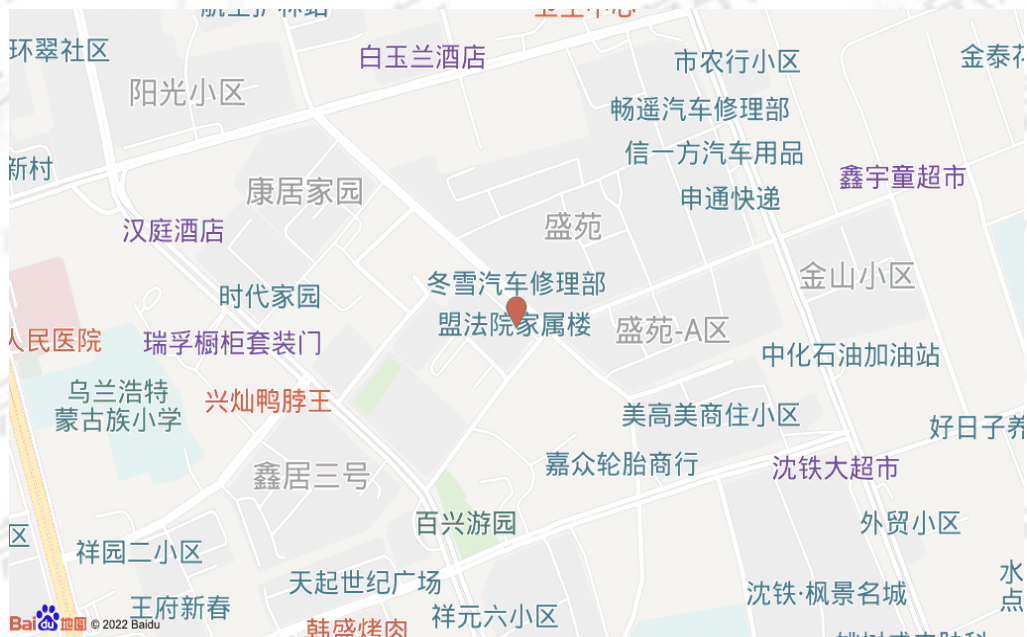 环翠社区
白玉兰酒店
市农行小区
金泰花
阳光小区
畅遥汽车修理部
信一方汽车用品
新村
康居家园
申通快递
鑫宇童超市
汉庭酒店
盛苑
金山小区
时代家园
冬雪汽车修理部
盟法院家属楼
盛苑-A区
人民医院
瑞孚橱柜套装门
中化石油加油站
乌兰浩特
蒙古族小学
兴灿鸭脖王
美高美商住小区
好日子养
嘉众轮胎商行
沈铁大超市
鑫居三号
百兴游园
外贸小区
区
祥园二小区
天起世纪广场
沈铁·枫景名城
水
点
王府新春
祥元六小区
韩盛烤肉
Bai du 地图 © 2022 Baidu